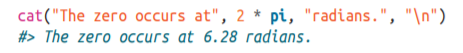 cat("The zero occurs at", 2 * pi, "radians.", "\n")
#> The zero occurs at 6.28 radians.